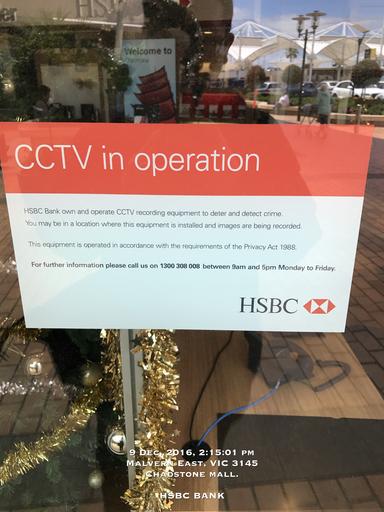 HS
Welcome to
CCTV in operation
HSBC Bank own and operate CCTV recording equipment to deter and detect crime.
You may be in a location where this equipment is installed and images are being recorded.
This equipment is operated in accordance with the requirements of the Privacy Act 1988.
For further information please call us on 1300 308 008 between 9am and 5pm Monday to Friday.
HSBC
9 Dec, 2016, 2:15:01 PM
Malvern East, VIC 3145
Chadstone Mall.
HSBC Bank